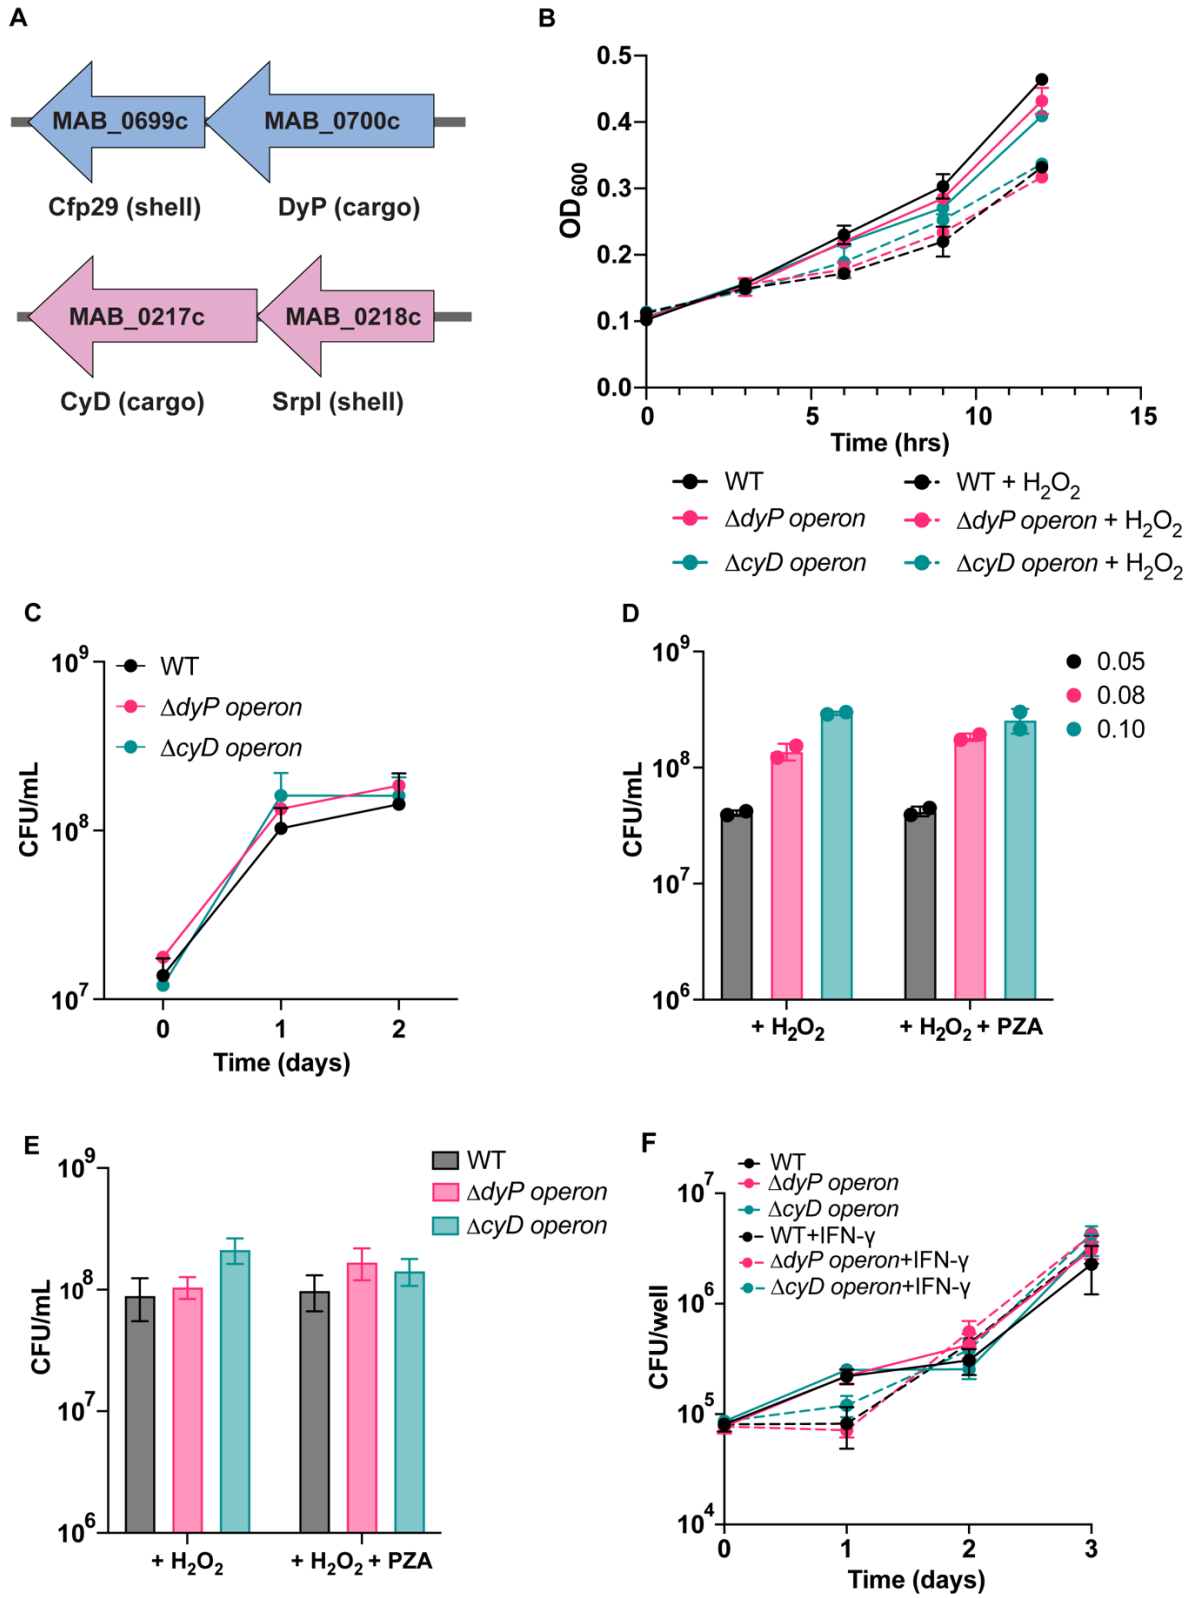 A
MAB_0699c
MAB_0700c
Cfp29 (shell)
DyP (cargo)
MAB_0217c
MAB_0218c
CyD (cargo)
SrpI (shell)
B
OD600
0.5
0.4
0.3
0.2
0.1
0.0
0
5
10
15
Time (hrs)
WT
WT + H2O2
ΔdyP operon
ΔdyP operon + H2O2
ΔcyD operon
ΔcyD operon + H2O2
C
CFU/mL
10^9
10^8
10^7
WT
ΔdyP operon
ΔcyD operon
0
1
2
Time (days)
D
CFU/mL
10^9
10^8
10^7
10^6
0.05
0.08
0.10
+ H2O2
+ H2O2 + PZA
E
CFU/mL
10^9
10^8
10^7
10^6
WT
ΔdyP operon
ΔcyD operon
+ H2O2
+ H2O2 + PZA
F
CFU/well
10^7
10^6
10^5
10^4
WT
ΔdyP operon
ΔcyD operon
WT+IFN-γ
ΔdyP operon+IFN-γ
ΔcyD operon+IFN-γ
0
1
2
3
Time (days)